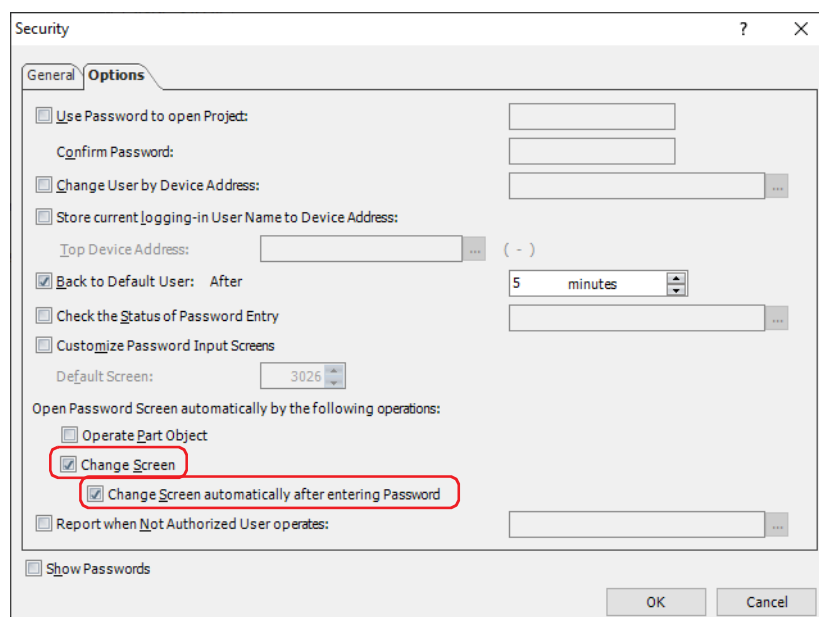 Security
General Options
Use Password to open Project:
Confirm Password:
Change User by Device Address:
...
Store current logging-in User Name to Device Address:
Top Device Address: ... ( - )
Back to Default User: After 5 minutes
Check the Status of Password Entry ...
Customize Password Input Screens
Default Screen: 3026
Open Password Screen automatically by the following operations:
Operate Part Object
Change Screen
Change Screen automatically after entering Password
Report when Not Authorized User operates: ...
Show Passwords
OK Cancel